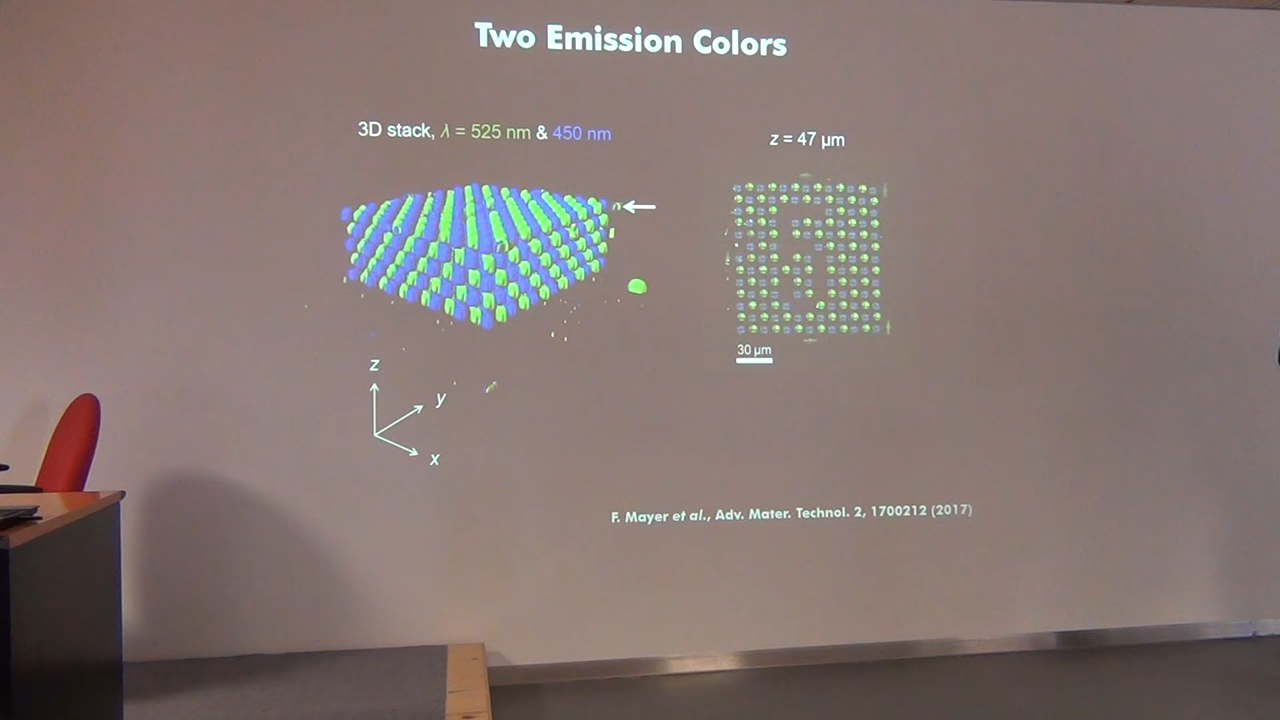 Two Emission Colors
3D stack, λ = 525 nm & 450 nm
z = 47 μm
30 μm
z
y
x
F. Mayer et al., Adv. Mater. Technol. 2, 1700212 (2017)